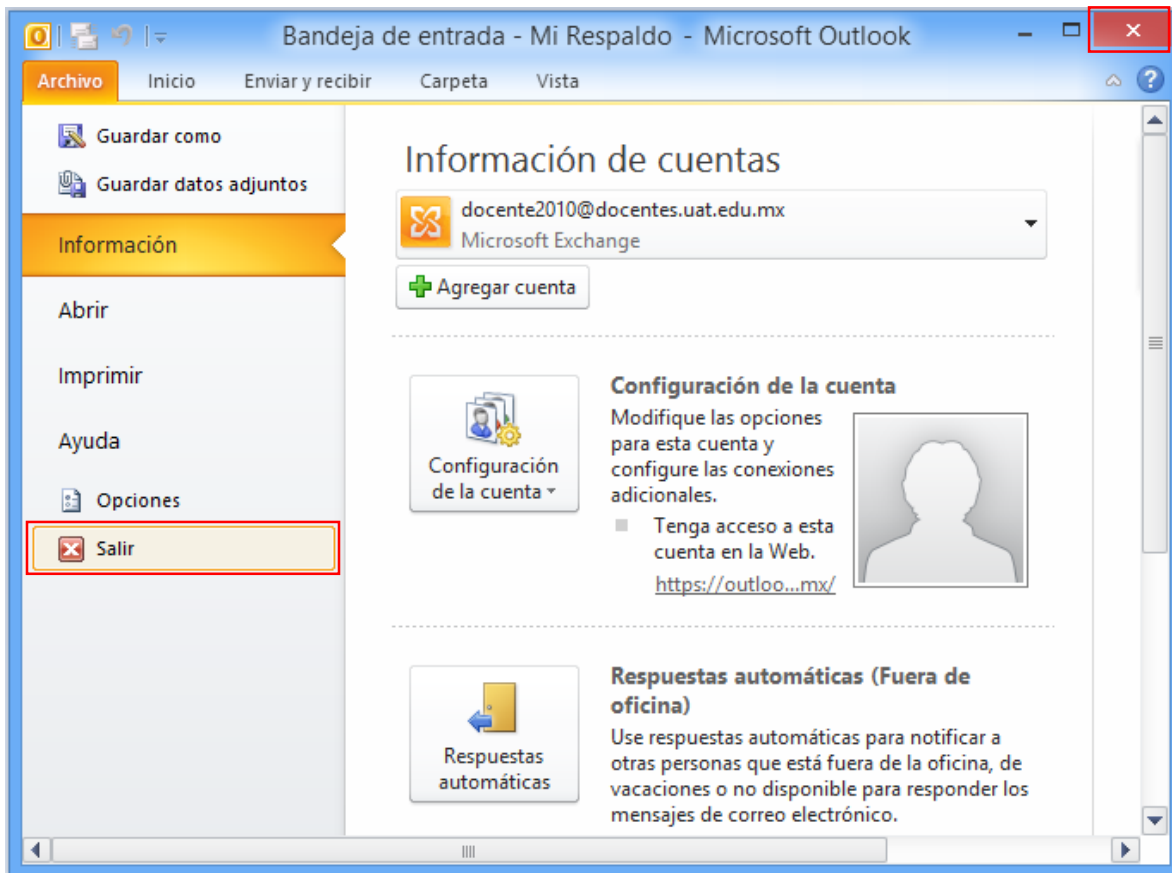 Bandeja de entrada - Mi Respaldo - Microsoft Outlook
Archivo Inicio Enviar y recibir Carpeta Vista
Guardar como
Guardar datos adjuntos
Información
Abrir
Imprimir
Ayuda
Opciones
Salir
Información de cuentas
docente2010@docentes.uat.edu.mx
Microsoft Exchange
Agregar cuenta
Configuración
de la cuenta
Configuración de la cuenta
Modifique las opciones
para esta cuenta y
configure las conexiones
adicionales.
Tenga acceso a esta
cuenta en la Web.
https://outloo...mx/
Respuestas
automáticas
Respuestas automáticas (Fuera de
oficina)
Use respuestas automáticas para notificar a
otras personas que está fuera de la oficina, de
vacaciones o no disponible para responder los
mensajes de correo electrónico.